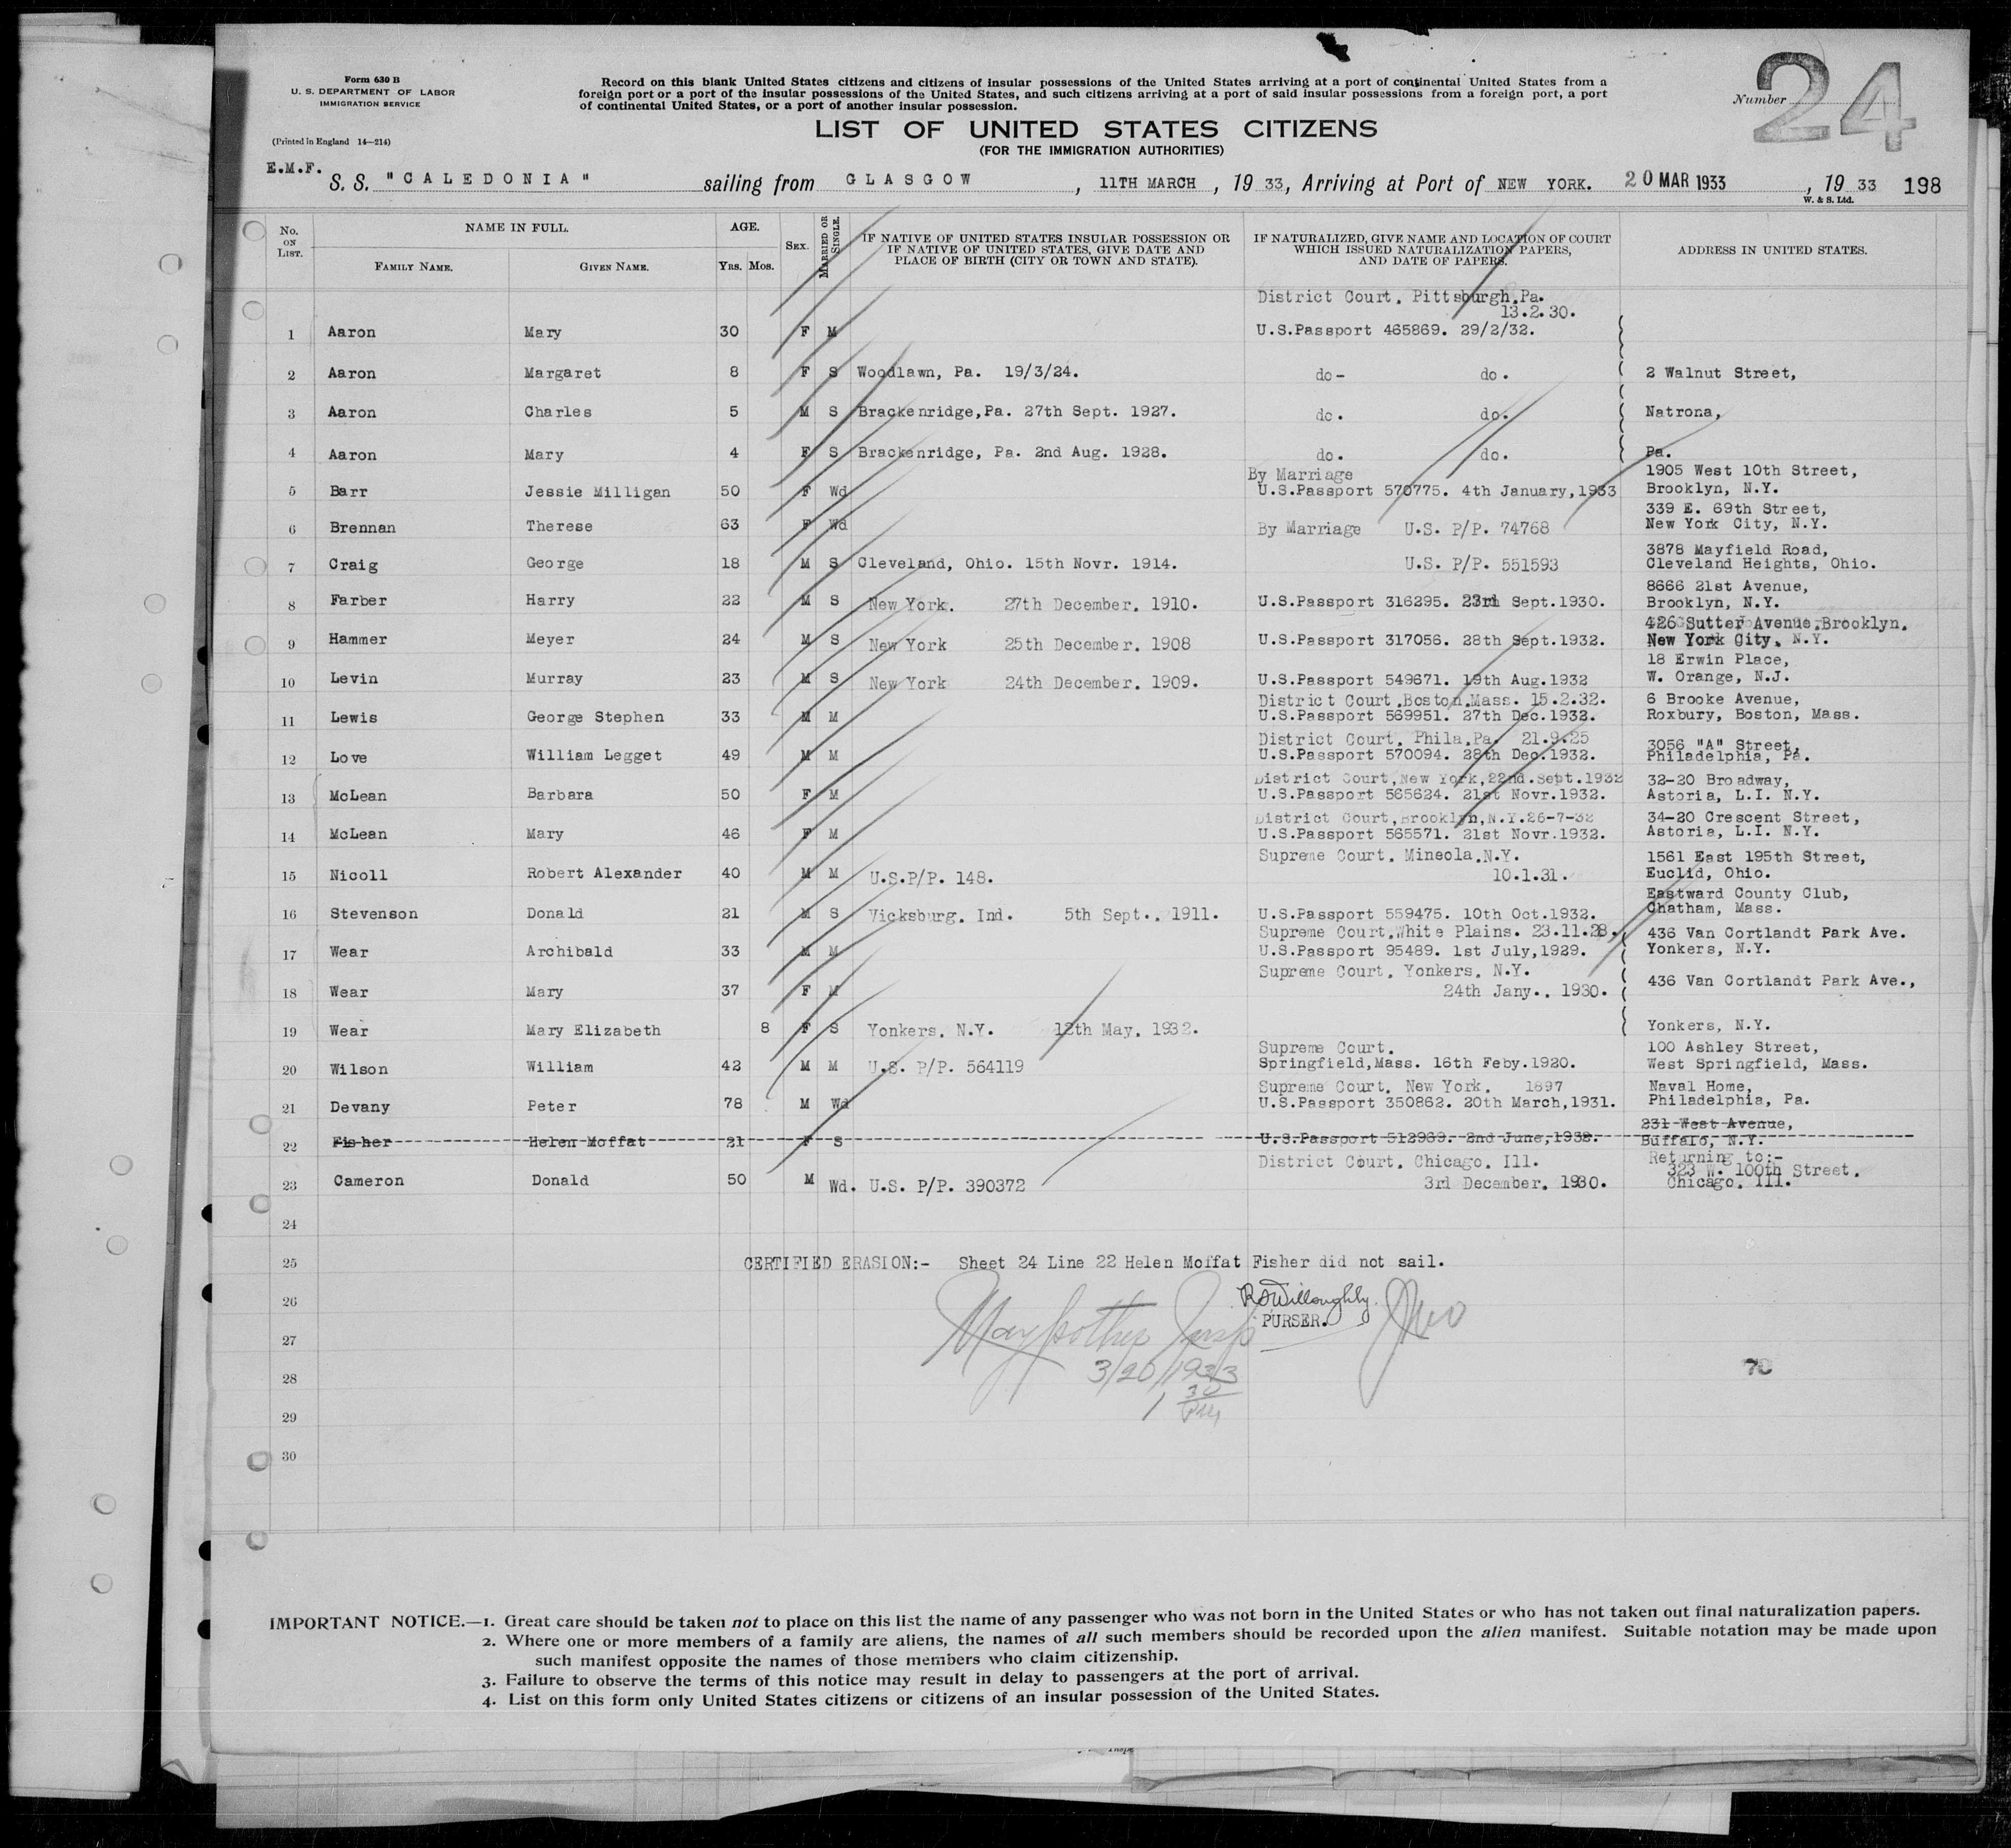 Form 630 B
U. S. DEPARTMENT OF LABOR
IMMIGRATION SERVICE
(Printed in England 14—214)
Record on this blank United States citizens and citizens of insular possessions of the United States arriving at a port of continental United States from a
foreign port or a port of the insular possessions of the United States, and such citizens arriving at a port of said insular possessions from a foreign port, a port
of continental United States, or a port of another insular possession.
Number 24
LIST OF UNITED STATES CITIZENS
(FOR THE IMMIGRATION AUTHORITIES)
E.M.F. S. S. "CALEDONIA" sailing from GLASGOW, 11TH MARCH, 19 33, Arriving at Port of NEW YORK. 20 MAR 1933, 19 33 198
W. & S. Ltd.
No. ON LIST. NAME IN FULL. FAMILY NAME. GIVEN NAME. AGE. YRS. MOS. SEX. MARRIED OR SINGLE. IF NATIVE OF UNITED STATES INSULAR POSSESSION OR IF NATIVE OF UNITED STATES, GIVE DATE AND PLACE OF BIRTH (CITY OR TOWN AND STATE). IF NATURALIZED, GIVE NAME AND LOCATION OF COURT WHICH ISSUED NATURALIZATION PAPERS, AND DATE OF PAPERS. ADDRESS IN UNITED STATES.
District Court. Pittsburgh.Pa.
13.2.30.
1 Aaron Mary 30 F M U.S.Passport 465869. 29/2/32.
2 Aaron Margaret 8 F S Woodlawn, Pa. 19/3/24. do- do. 2 Walnut Street,
3 Aaron Charles 5 M S Brackenridge,Pa. 27th Sept. 1927. do. do. Natrona,
4 Aaron Mary 4 F S Brackenridge, Pa. 2nd Aug. 1928. do. do. Pa.
By Marriage 1905 West 10th Street,
5 Barr Jessie Milligan 50 F Wd U.S.Passport 570775. 4th January,1933 Brooklyn, N.Y.
339 E. 69th Street,
6 Brennan Therese 63 F Wd By Marriage U.S. P/P. 74768 New York City, N.Y.
3878 Mayfield Road,
7 Craig George 18 M S Cleveland, Ohio. 15th Novr. 1914. U.S. P/P. 551593 Cleveland Heights, Ohio.
8666 21st Avenue,
8 Farber Harry 22 M S New York. 27th December. 1910. U.S.Passport 316295. 23rd Sept.1930. Brooklyn, N.Y.
426 Sutter Avenue.Brooklyn.
9 Hammer Meyer 24 M S New York 25th December. 1908 U.S.Passport 317056. 28th Sept.1932. New York City. N.Y.
18 Erwin Place,
10 Levin Murray 23 M S New York 24th December. 1909. U.S.Passport 549671. 19th Aug.1932 W. Orange, N.J.
District Court.Boston.Mass. 15.2.32. 6 Brooke Avenue,
11 Lewis George Stephen 33 M M U.S.Passport 569951. 27th Dec.1932. Roxbury, Boston, Mass.
District Court. Phila.Pa. 21.9.25 3056 "A" Street,
12 Love William Legget 49 M M U.S.Passport 570094. 28th Dec.1932. Philadelphia, Pa.
District Court,New York,22nd.Sept.1932 32-20 Broadway,
13 McLean Barbara 50 F M U.S.Passport 565624. 21st Novr.1932. Astoria, L.I. N.Y.
District Court,Brooklyn,N.Y.26-7-32 34-20 Crescent Street,
14 McLean Mary 46 F M U.S.Passport 565571. 21st Novr.1932. Astoria, L.I. N.Y.
Supreme Court. Mineola.N.Y. 1561 East 195th Street,
15 Nicoll Robert Alexander 40 M M U.S.P/P. 148. 10.1.31. Euclid, Ohio.
Eastward County Club,
16 Stevenson Donald 21 M S Vicksburg. Ind. 5th Sept.. 1911. U.S.Passport 559475. 10th Oct.1932. Chatham, Mass.
Supreme Court.White Plains. 23.11.28. 436 Van Cortlandt Park Ave.
17 Wear Archibald 33 M M U.S.Passport 95489. 1st July,1929. Yonkers, N.Y.
Supreme Court. Yonkers. N.Y. 436 Van Cortlandt Park Ave.,
18 Wear Mary 37 F M 24th Jany.. 1930.
19 Wear Mary Elizabeth 8 F S Yonkers. N.Y. 12th May. 1932. Yonkers, N.Y.
Supreme Court. 100 Ashley Street,
20 Wilson William 42 M M U.S. P/P. 564119 Springfield,Mass. 16th Feby.1920. West Springfield, Mass.
Supreme Court. New York. 1897 Naval Home,
21 Devany Peter 78 M Wd U.S.Passport 350862. 20th March,1931. Philadelphia, Pa.
231 West Avenue,
22 Fisher Helen Moffat 21 F S U.S.Passport 512969. 2nd June,1932. Buffalo, N.Y.
District Court. Chicago. Ill. Returning to:-
323 W. 100th Street.
23 Cameron Donald 50 M Wd. U.S. P/P. 390372 3rd December. 1930. Chicago. Ill.
24
25 CERTIFIED ERASION:- Sheet 24 Line 22 Helen Moffat Fisher did not sail.
26 Willoughby.
PURSER.
27
3/20/1933
28 70
1 30
PM
29
30
IMPORTANT NOTICE.—1. Great care should be taken not to place on this list the name of any passenger who was not born in the United States or who has not taken out final naturalization papers.
2. Where one or more members of a family are aliens, the names of all such members should be recorded upon the alien manifest. Suitable notation may be made upon
such manifest opposite the names of those members who claim citizenship.
3. Failure to observe the terms of this notice may result in delay to passengers at the port of arrival.
4. List on this form only United States citizens or citizens of an insular possession of the United States.